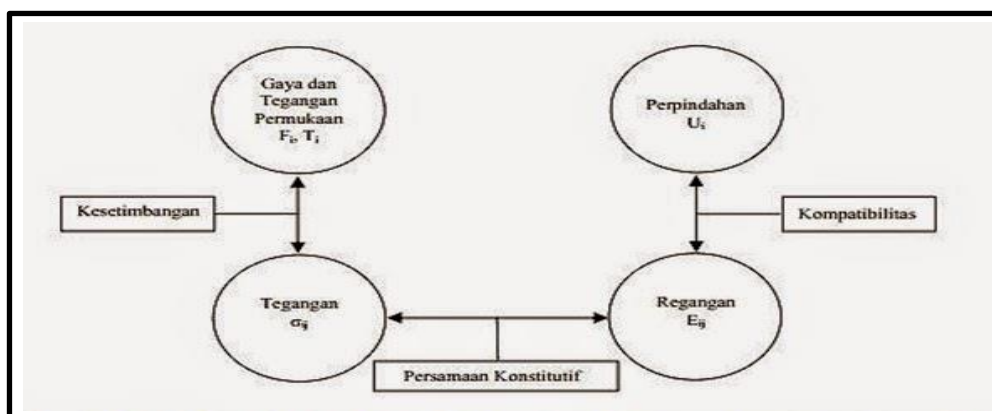 Gaya dan
Tegangan
Permukaan
Fᵢ, Tᵢ
Perpindahan
Uᵢ
Kesetimbangan
Kompatibilitas
Tegangan
σᵢⱼ
Regangan
Eᵢⱼ
Persamaan Konstitutif